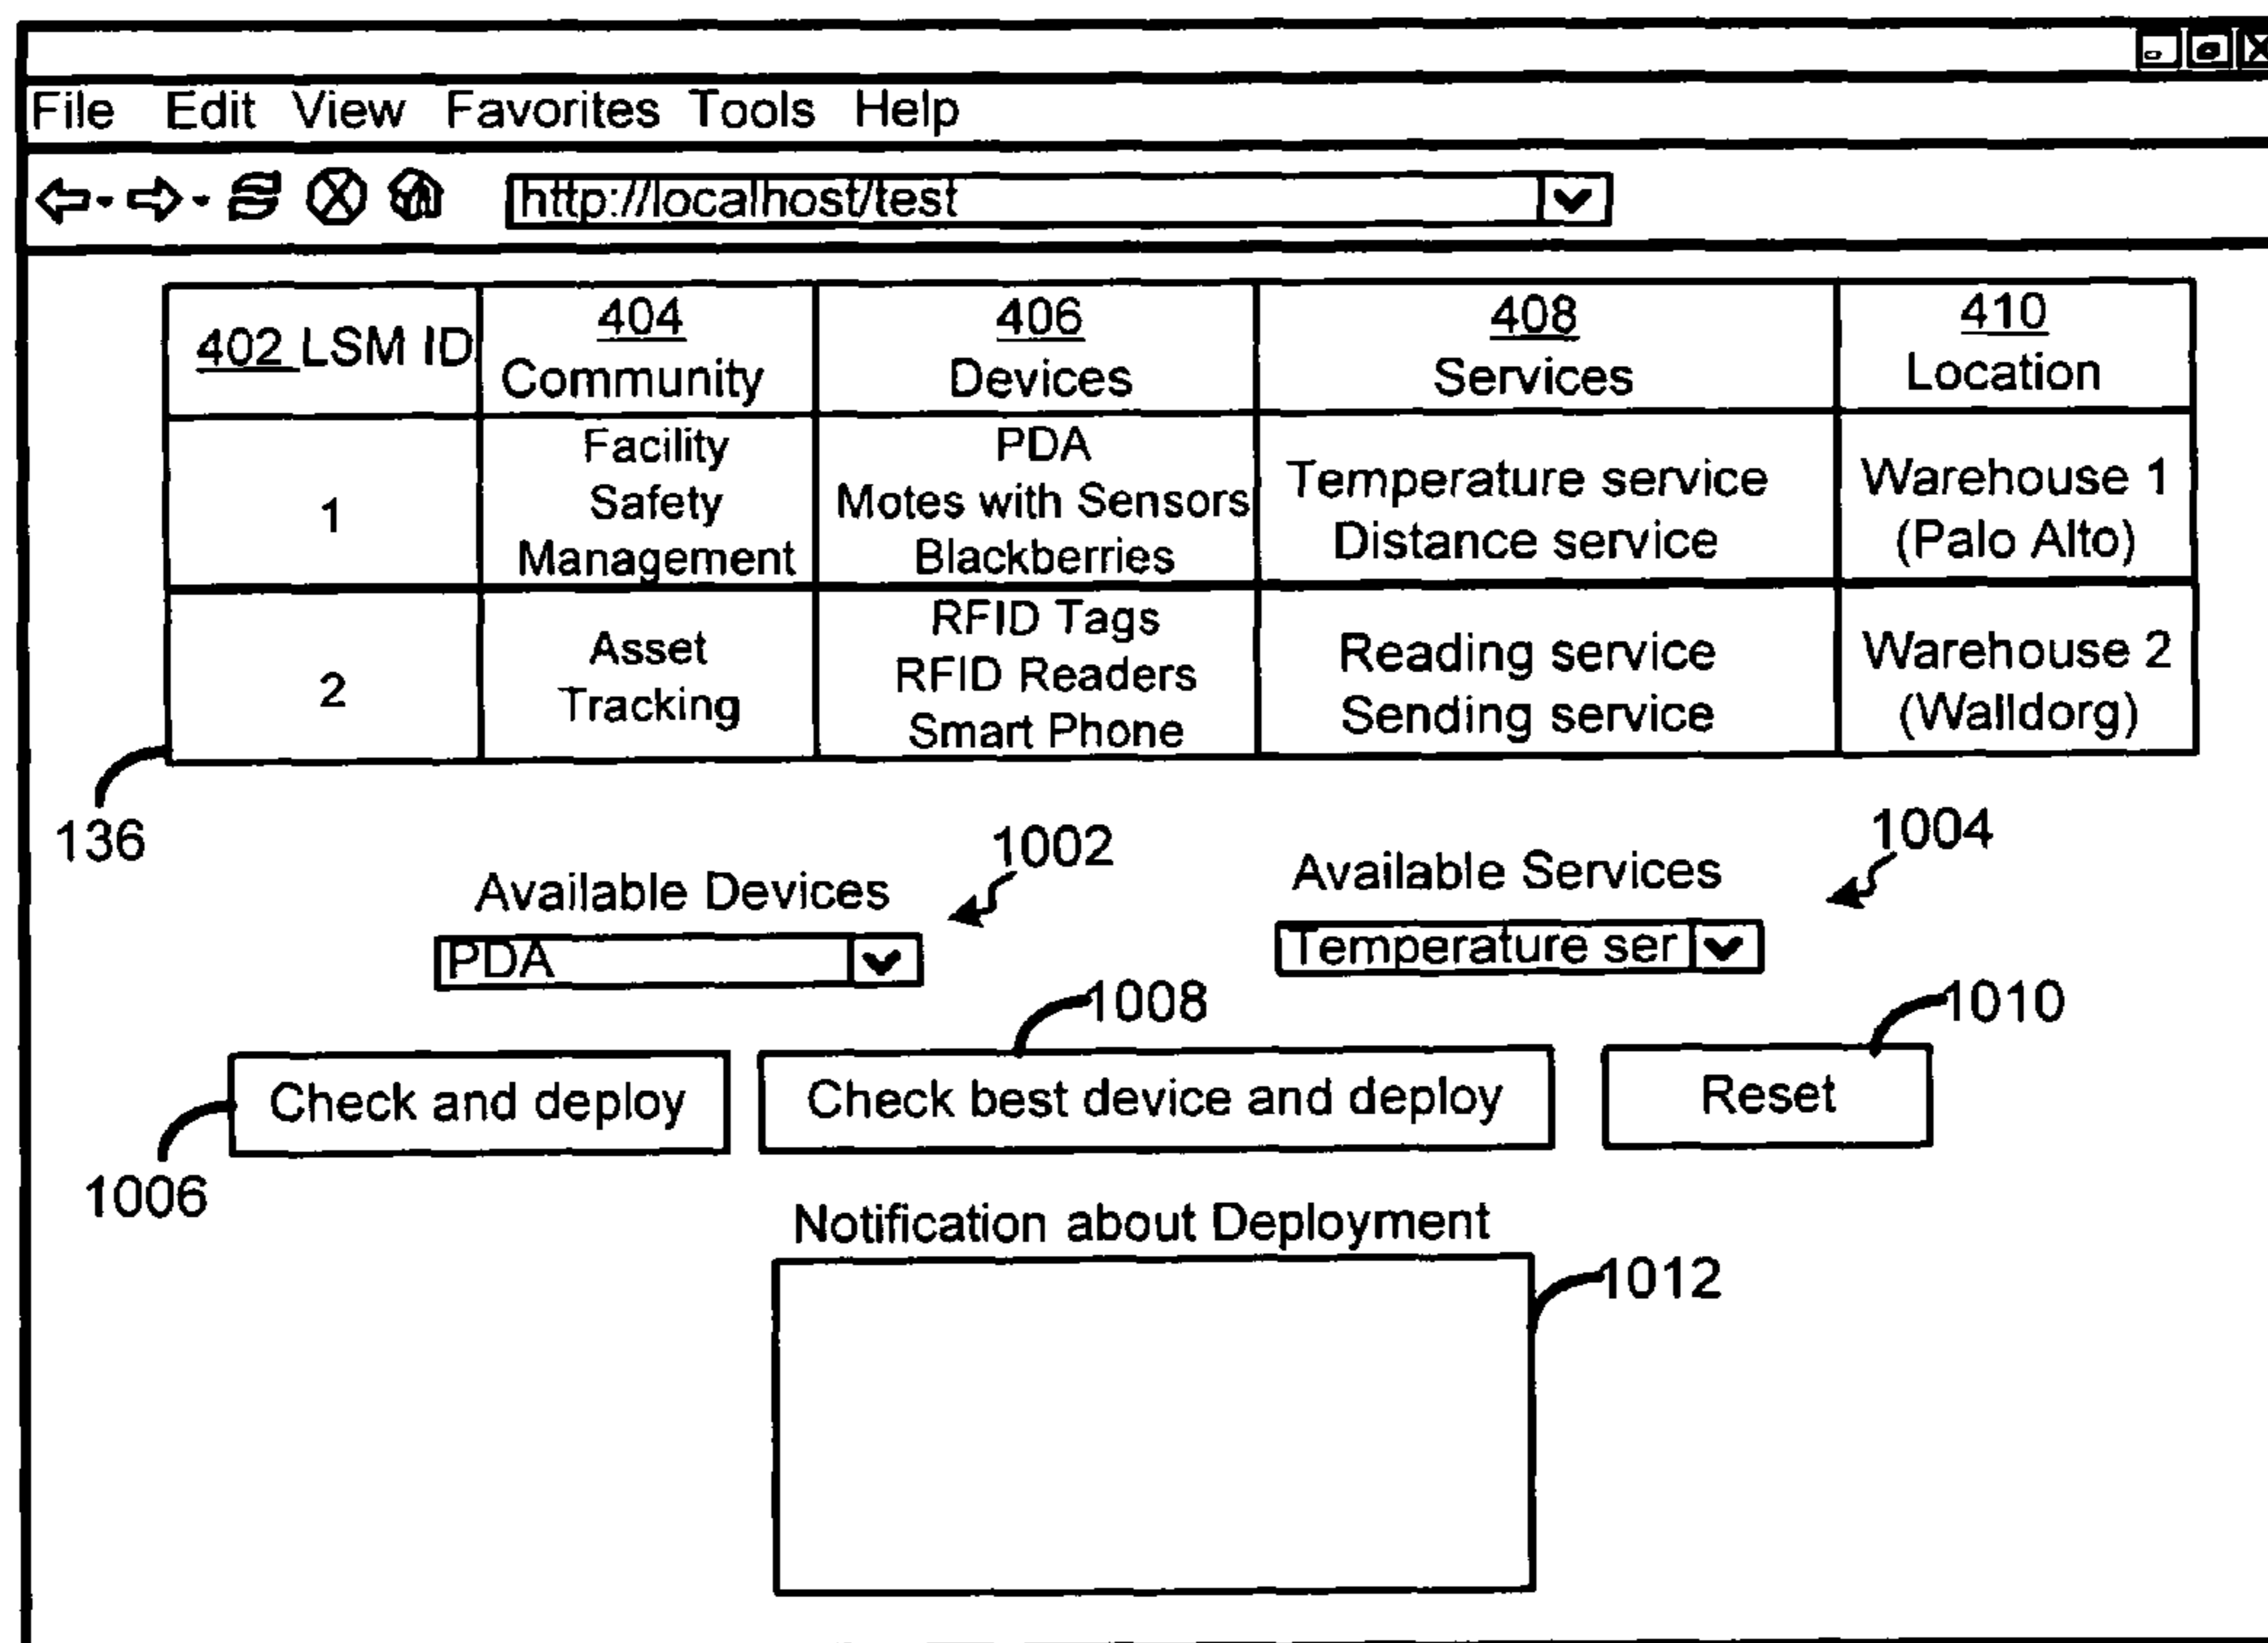 File Edit View Favorites Tools Help
http://localhost/test
402 LSM ID
404
Community
406
Devices
408
Services
410
Location
1
Facility
Safety
Management
PDA
Motes with Sensors
Blackberries
Temperature service
Distance service
Warehouse 1
(Palo Alto)
2
Asset
Tracking
RFID Tags
RFID Readers
Smart Phone
Reading service
Sending service
Warehouse 2
(Walldorg)
136
1002
1004
Available Devices
Available Services
PDA
Temperature ser
1008
1010
Check and deploy
Check best device and deploy
Reset
1006
Notification about Deployment
1012